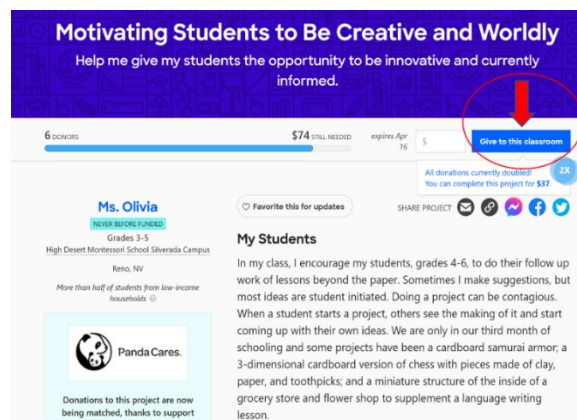 Motivating Students to Be Creative and Worldly
Help me give my students the opportunity to be innovative and currently
informed.
6 DONORS
$74 STILL NEEDED
expires Apr
16
$
Give to this classroom
All donations currently doubled!
You can complete this project for $37.
2X
Ms. Olivia
NEVER BEFORE FUNDED
Grades 3-5
High Desert Montessori School Silverada Campus
Reno, NV
More than half of students from low-income
households
Panda Cares.
Donations to this project are now
being matched, thanks to support
Favorite this for updates
SHARE PROJECT
My Students
In my class, I encourage my students, grades 4-6, to do their follow up
work of lessons beyond the paper. Sometimes I make suggestions, but
most ideas are student initiated. Doing a project can be contagious.
When a student starts a project, others see the making of it and start
coming up with their own ideas. We are only in our third month of
schooling and some projects have been a cardboard samurai armor; a
3-dimensional cardboard version of chess with pieces made of clay,
paper, and toothpicks; and a miniature structure of the inside of a
grocery store and flower shop to supplement a language writing
lesson.